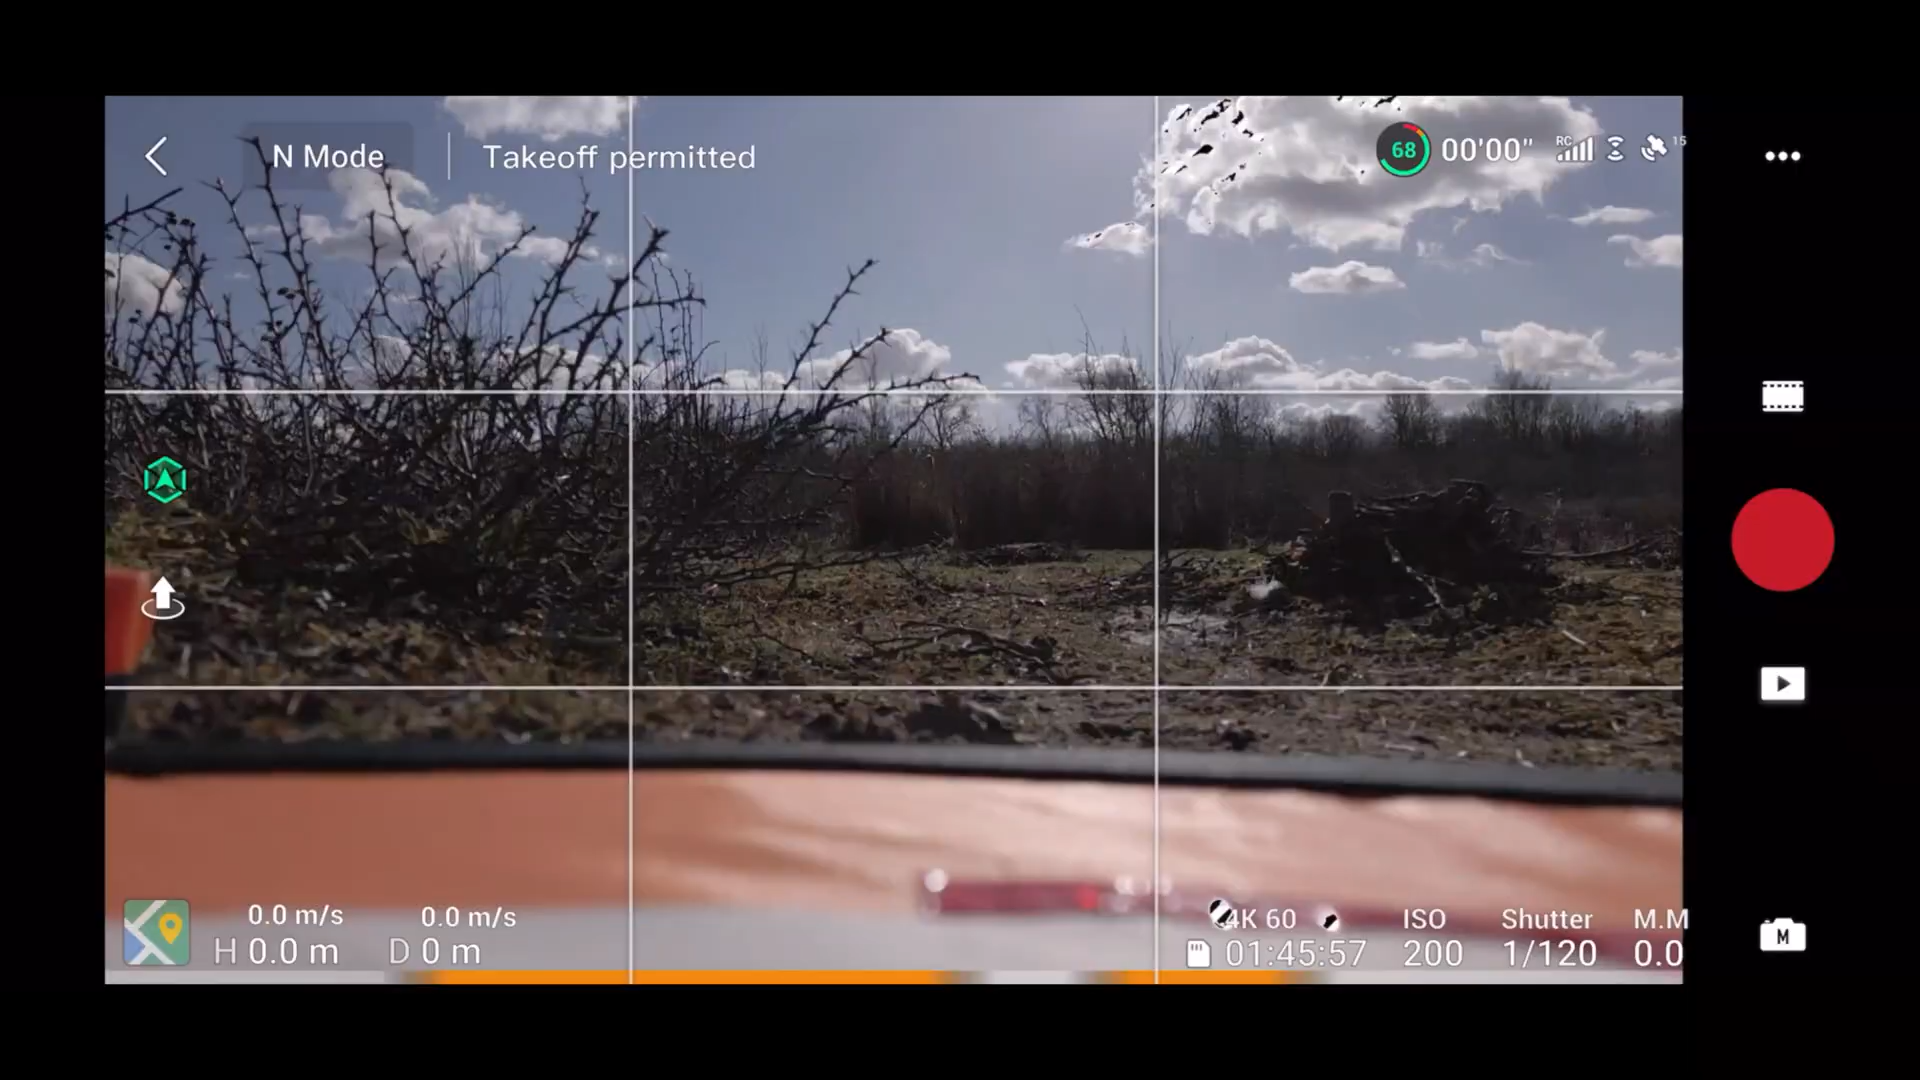 N Mode
Takeoff permitted
68
00'00"
RC
15
0.0 m/s
0.0 m/s
H 0.0 m
D 0 m
4K 60
01:45:57
ISO
200
Shutter
1/120
M.M
0.0
M